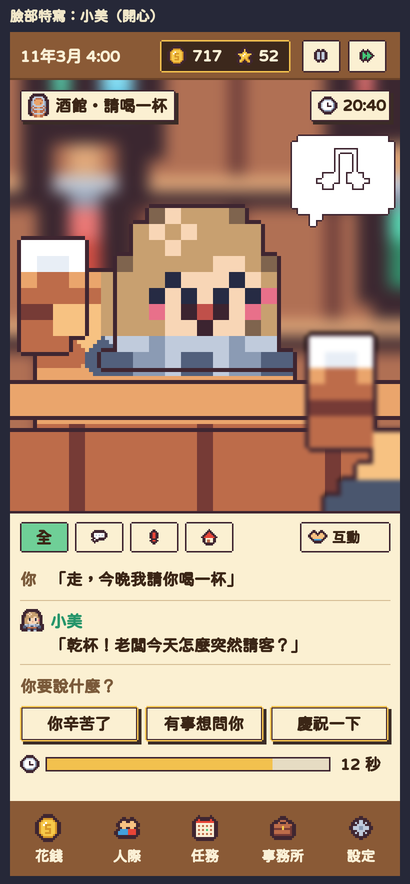 臉部特寫：小美（開心）
11年3月 4:00
717
52
酒館・請喝一杯
20:40
全
互動
你 「走，今晚我請你喝一杯」
小美
「乾杯！老闆今天怎麼突然請客？」
你要說什麼？
你辛苦了
有事想問你
慶祝一下
12 秒
花錢
人際
任務
事務所
設定